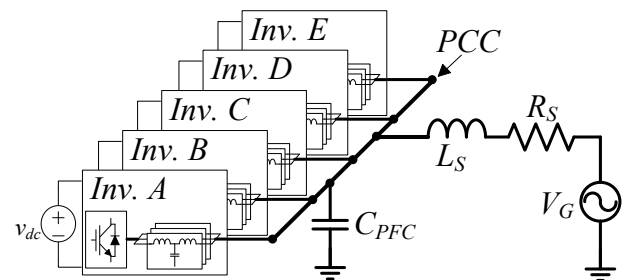 Inv. E
PCC
Inv. D
Inv. C
R_S
Inv. B
L_S
Inv. A
V_G
v_dc
C_PFC